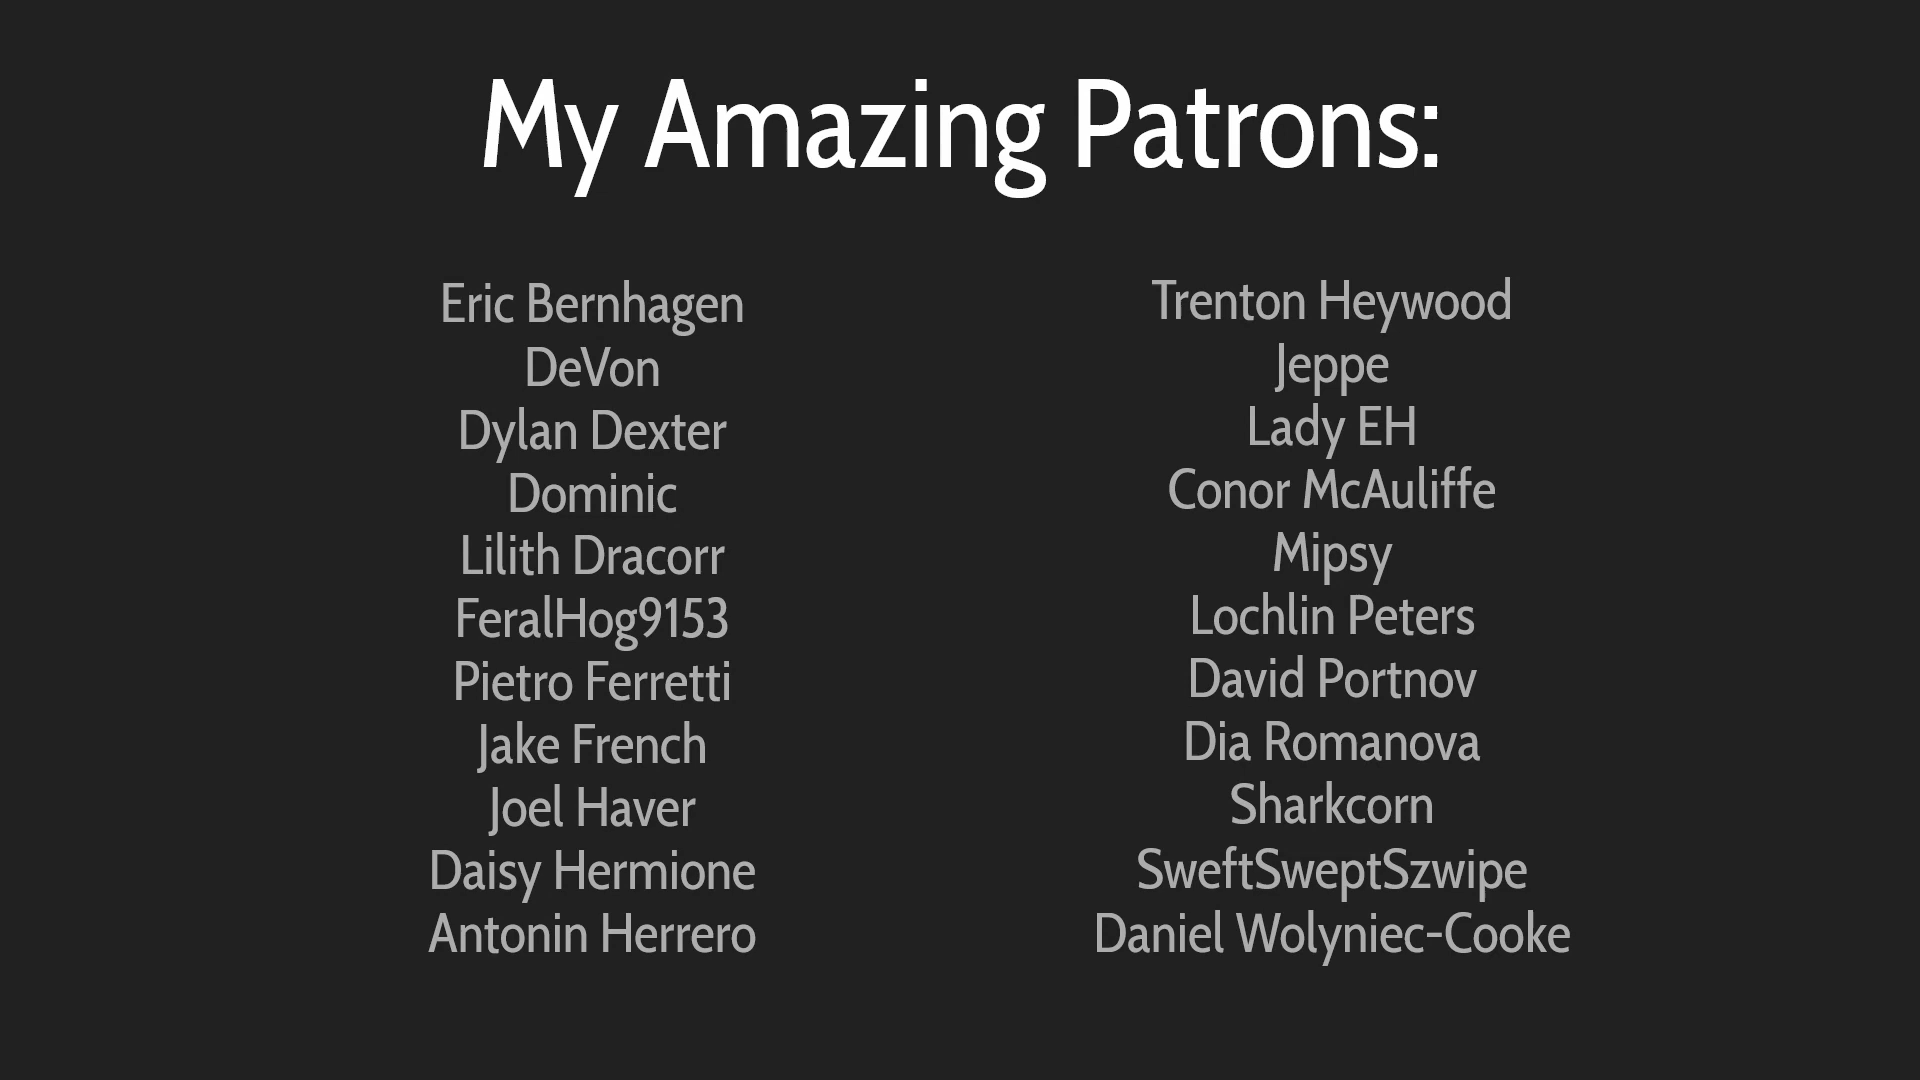 My Amazing Patrons:
Eric Bernhagen
DeVon
Dylan Dexter
Dominic
Lilith Dracorr
FeralHog9153
Pietro Ferretti
Jake French
Joel Haver
Daisy Hermione
Antonin Herrero
Trenton Heywood
Jeppe
Lady EH
Conor McAuliffe
Mipsy
Lochlin Peters
David Portnov
Dia Romanova
Sharkcorn
SweftSweptSzwipe
Daniel Wolyniec-Cooke